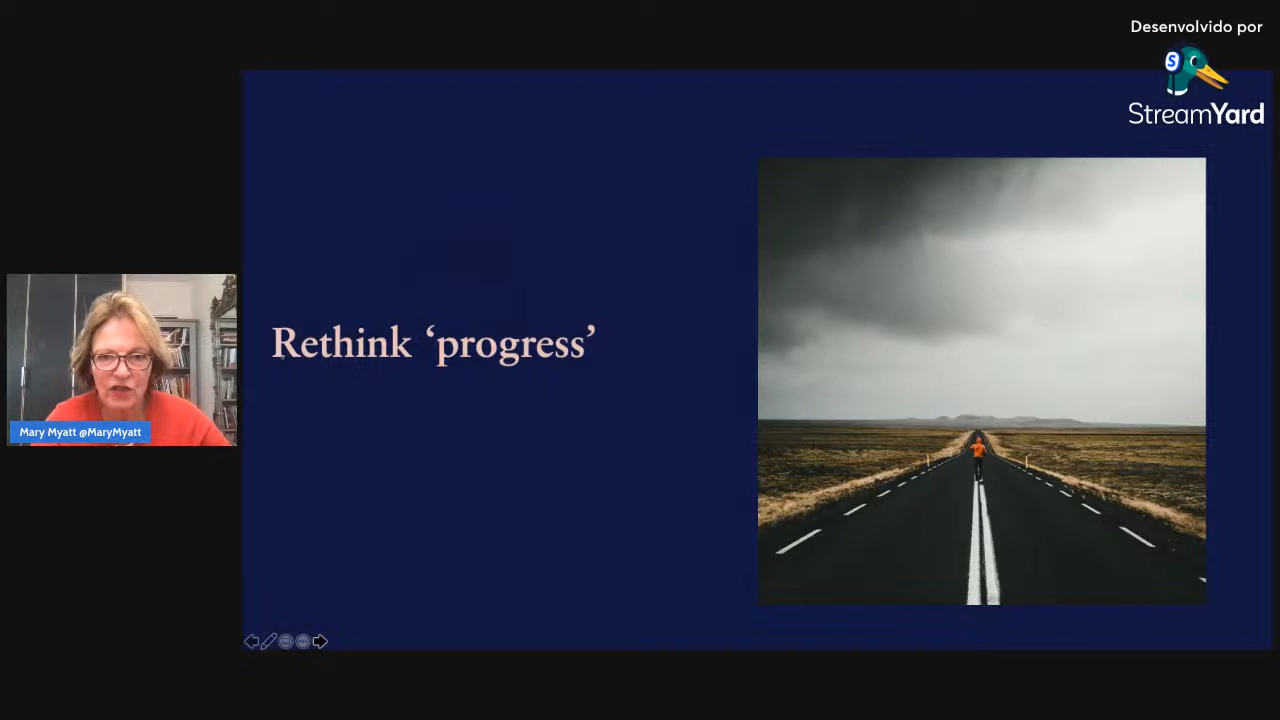 Desenvolvido por
StreamYard
Rethink ‘progress’
Mary Myatt @MaryMyatt